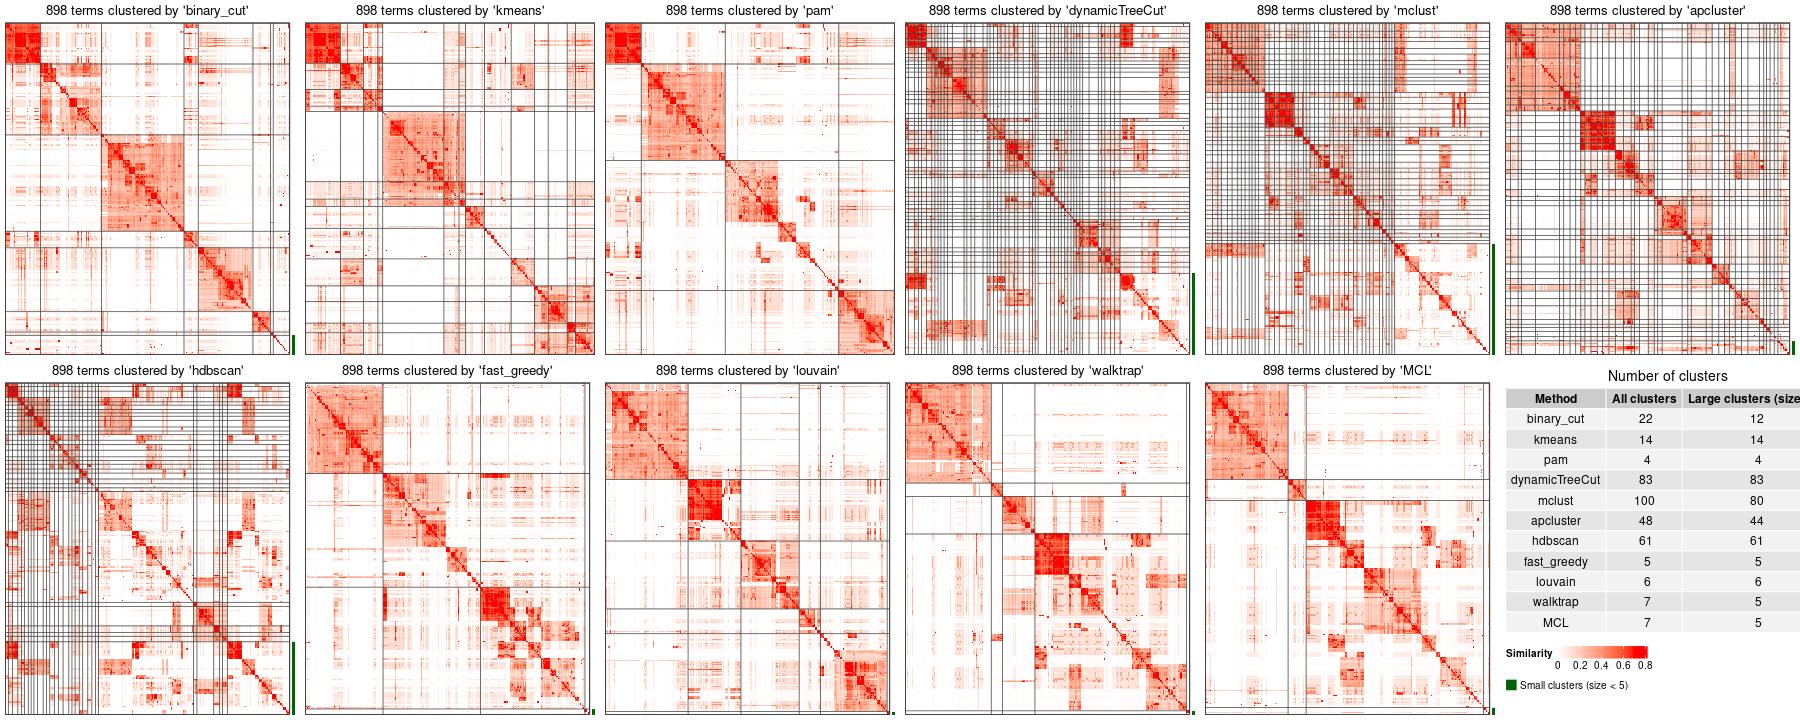 898 terms clustered by 'binary_cut'
898 terms clustered by 'kmeans'
898 terms clustered by 'pam'
898 terms clustered by 'dynamicTreeCut'
898 terms clustered by 'mclust'
898 terms clustered by 'apcluster'
898 terms clustered by 'hdbscan'
898 terms clustered by 'fast_greedy'
898 terms clustered by 'louvain'
898 terms clustered by 'walktrap'
898 terms clustered by 'MCL'
Number of clusters
Method All clusters Large clusters (size
binary_cut 22 12
kmeans 14 14
pam 4 4
dynamicTreeCut 83 83
mclust 100 80
apcluster 48 44
hdbscan 61 61
fast_greedy 5 5
louvain 6 6
walktrap 7 5
MCL 7 5
Similarity
0 0.2 0.4 0.6 0.8
Small clusters (size < 5)